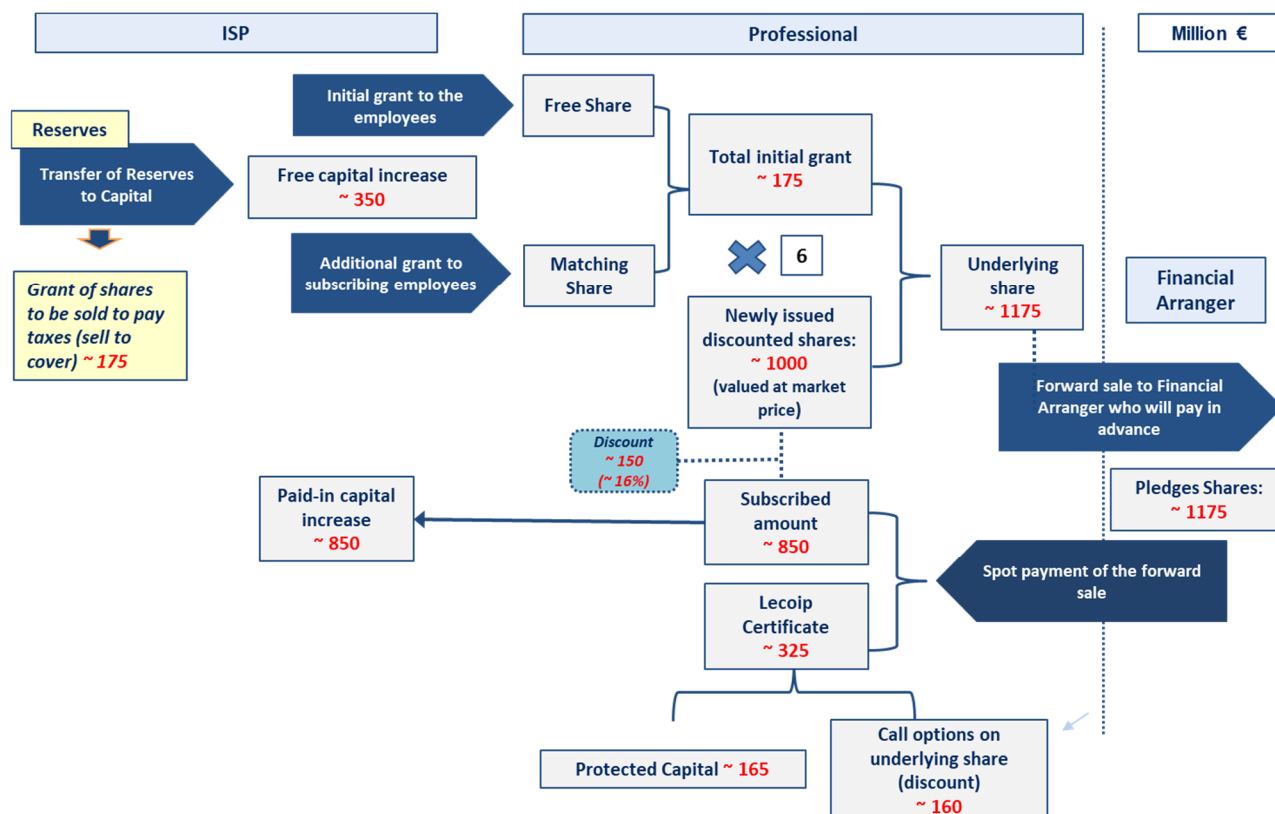 ISP
Professional
Million €
Initial grant to the
employees
Free Share
Reserves
Transfer of Reserves
to Capital
Free capital increase
~ 350
Total initial grant
~ 175
Additional grant to
subscribing employees
Matching
Share
6
Underlying
share
~ 1175
Financial
Arranger
Grant of shares
to be sold to pay
taxes (sell to
cover) ~ 175
Newly issued
discounted shares:
~ 1000
(valued at market
price)
Forward sale to Financial
Arranger who will pay in
advance
Discount
~ 150
(~ 16%)
Paid-in capital
increase
~ 850
Subscribed
amount
~ 850
Pledges Shares:
~ 1175
Spot payment of the forward
sale
Lecoip
Certificate
~ 325
Protected Capital ~ 165
Call options on
underlying share
(discount)
~ 160